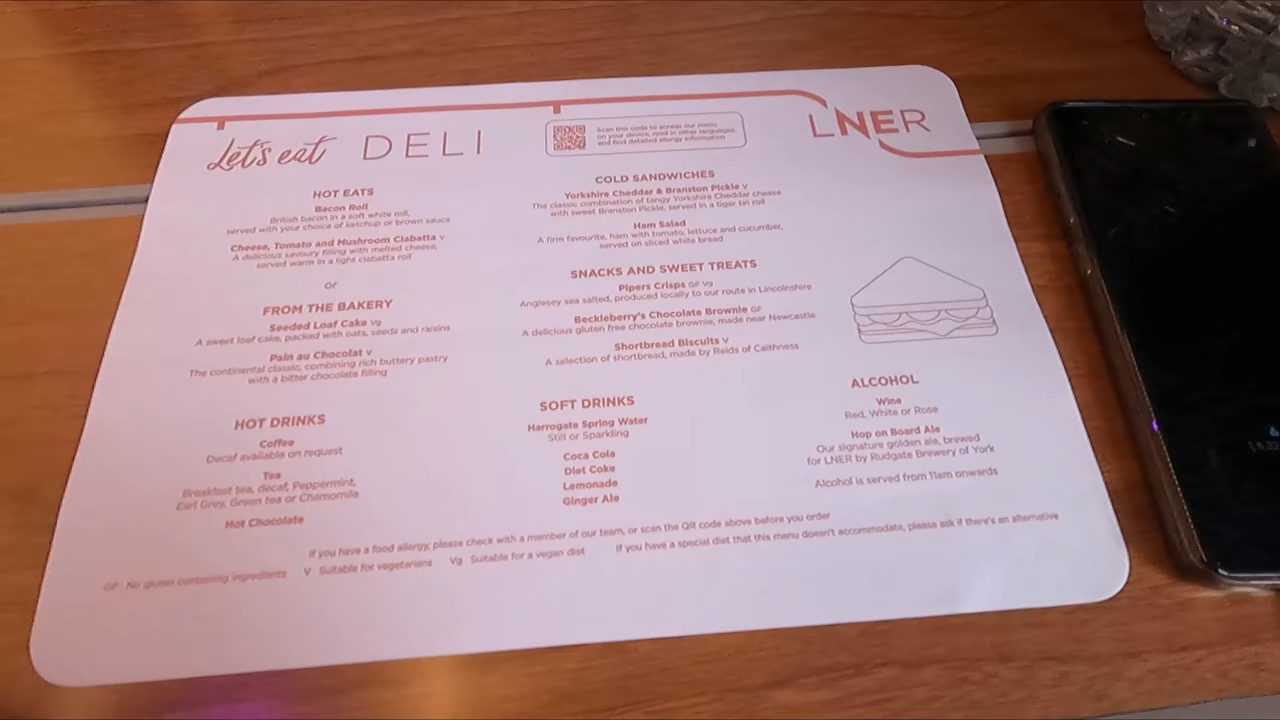 Let's eat DELI
Scan this code to access our menu
on your device, read in other languages,
and find detailed allergy information
LNER
HOT EATS
Bacon Roll
British bacon in a soft white roll,
served with your choice of ketchup or brown sauce
Cheese, Tomato and Mushroom Ciabatta V
A delicious savoury filling with melted cheese,
served warm in a light ciabatta roll
or
FROM THE BAKERY
Seeded Loaf Cake Vg
A sweet loaf cake, packed with oats, seeds and raisins
Pain au Chocolat V
The continental classic, combining rich buttery pastry
with a bitter chocolate filling
COLD SANDWICHES
Yorkshire Cheddar & Branston Pickle V
The classic combination of tangy Yorkshire Cheddar cheese
with sweet Branston Pickle, served in a tiger tin roll
Ham Salad
A firm favourite, ham with tomato, lettuce and cucumber,
served on sliced white bread
SNACKS AND SWEET TREATS
Pipers Crisps GF Vg
Anglesey sea salted, produced locally to our route in Lincolnshire
Beckleberry's Chocolate Brownie GF
A delicious gluten free chocolate brownie, made near Newcastle
Shortbread Biscuits V
A selection of shortbread, made by Reids of Caithness
HOT DRINKS
Coffee
Decaf available on request
Tea
Breakfast tea, decaf, Peppermint,
Earl Grey, Green tea or Chamomile
Hot Chocolate
SOFT DRINKS
Harrogate Spring Water
Still or Sparkling
Coca Cola
Diet Coke
Lemonade
Ginger Ale
ALCOHOL
Wine
Red, White or Rose
Hop on Board Ale
Our signature golden ale, brewed
for LNER by Rudgate Brewery of York
Alcohol is served from 11am onwards
If you have a food allergy, please check with a member of our team, or scan the QR code above before you order
GF No gluten containing ingredients V Suitable for vegetarians Vg Suitable for a vegan diet If you have a special diet that this menu doesn't accommodate, please ask if there's an alternative